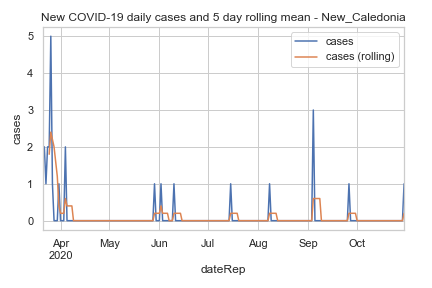 New COVID-19 daily cases and 5 day rolling mean - New_Caledonia
cases
cases (rolling)
5
4
3
2
1
0
cases
Apr
2020
May
Jun
Jul
Aug
Sep
Oct
dateRep